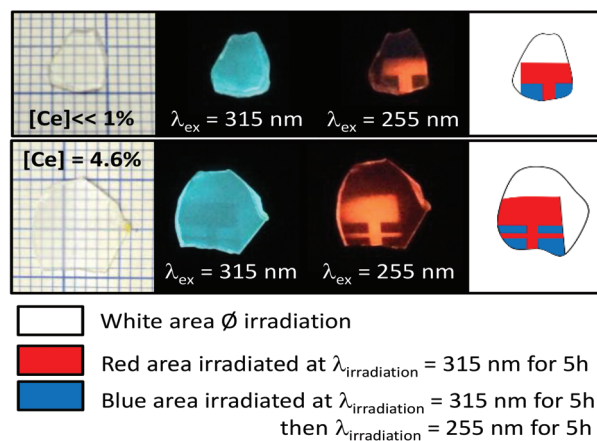 [Ce]<< 1%
λex = 315 nm
λex = 255 nm
[Ce] = 4.6%
λex = 315 nm
λex = 255 nm
White area Ø irradiation
Red area irradiated at λirradiation = 315 nm for 5h
Blue area irradiated at λirradiation = 315 nm for 5h
then λirradiation = 255 nm for 5h